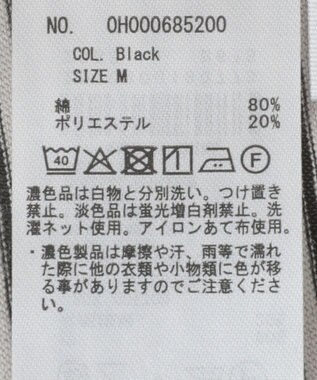 NO. 0H000685200
COL. Black
SIZE M
綿 80%
ポリエステル 20%
40 F
濃色品は白物と分別洗い。つけ置き
禁止。淡色品は蛍光増白剤禁止。洗
濯ネット使用。アイロンあて布使用。
・濃色製品は摩擦や汗、雨等で濡れ
た際に他の衣類や小物類に色が移
る事がありますのでご注意くださ
い。